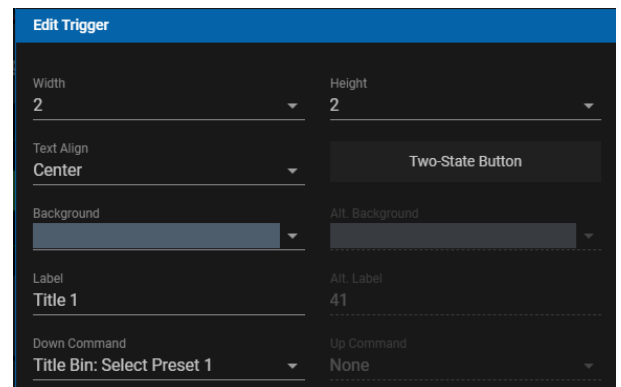 Edit Trigger
Width
Height
2
2
Text Align
Center
Two-State Button
Background
Alt. Background
Label
Alt. Label
Title 1
41
Down Command
Up Command
Title Bin: Select Preset 1
None